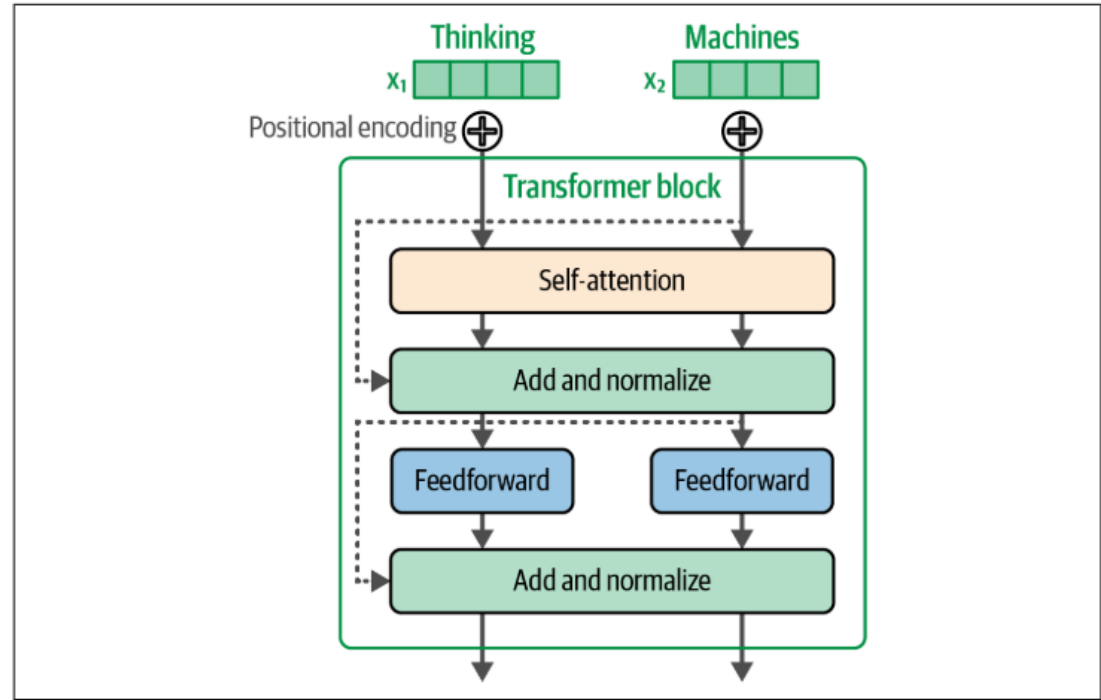 Thinking Machines
x₁ x₂
Positional encoding
Transformer block
Self-attention
Add and normalize
Feedforward Feedforward
Add and normalize